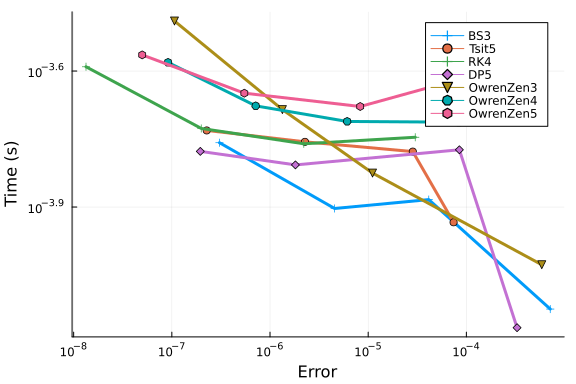 BS3
Tsit5
RK4
DP5
OwrenZen3
OwrenZen4
OwrenZen5
Time (s)
10^-3.6
10^-3.9
10^-8
10^-7
10^-6
10^-5
10^-4
Error